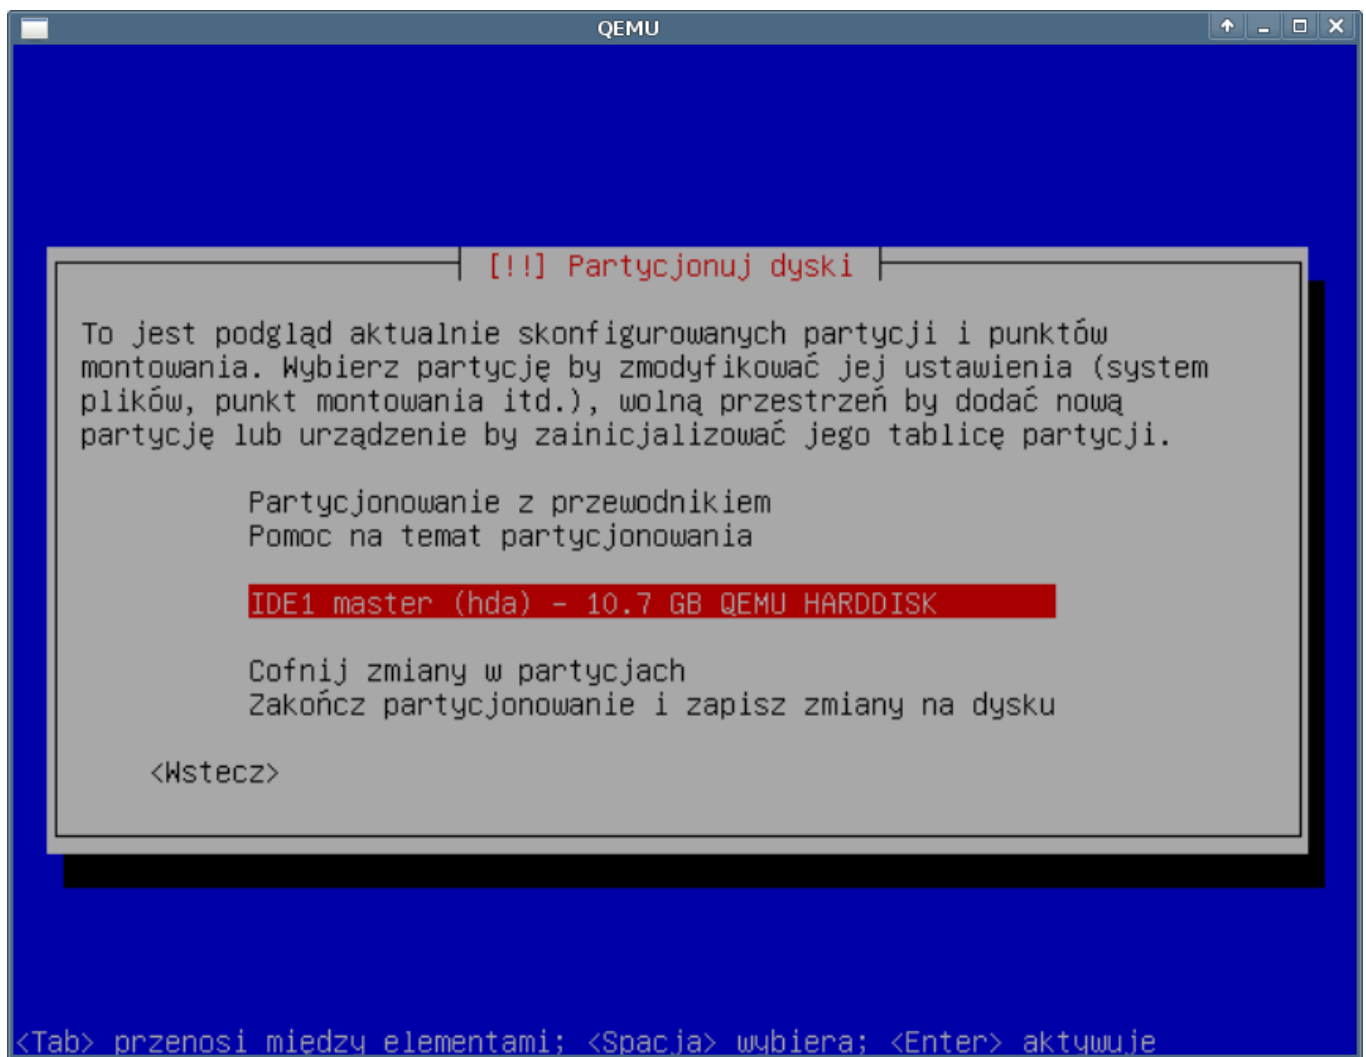 QEMU
[!!] Partycjonuj dyski
To jest podgląd aktualnie skonfigurowanych partycji i punktów
montowania. Wybierz partycję by zmodyfikować jej ustawienia (system
plików, punkt montowania itd.), wolną przestrzeń by dodać nową
partycję lub urządzenie by zainicjalizować jego tablicę partycji.
Partycjonowanie z przewodnikiem
Pomoc na temat partycjonowania
IDE1 master (hda) - 10.7 GB QEMU HARDDISK
Cofnij zmiany w partycjach
Zakończ partycjonowanie i zapisz zmiany na dysku
<Wstecz>
<Tab> przenosi między elementami; <Spacja> wybiera; <Enter> aktywuje